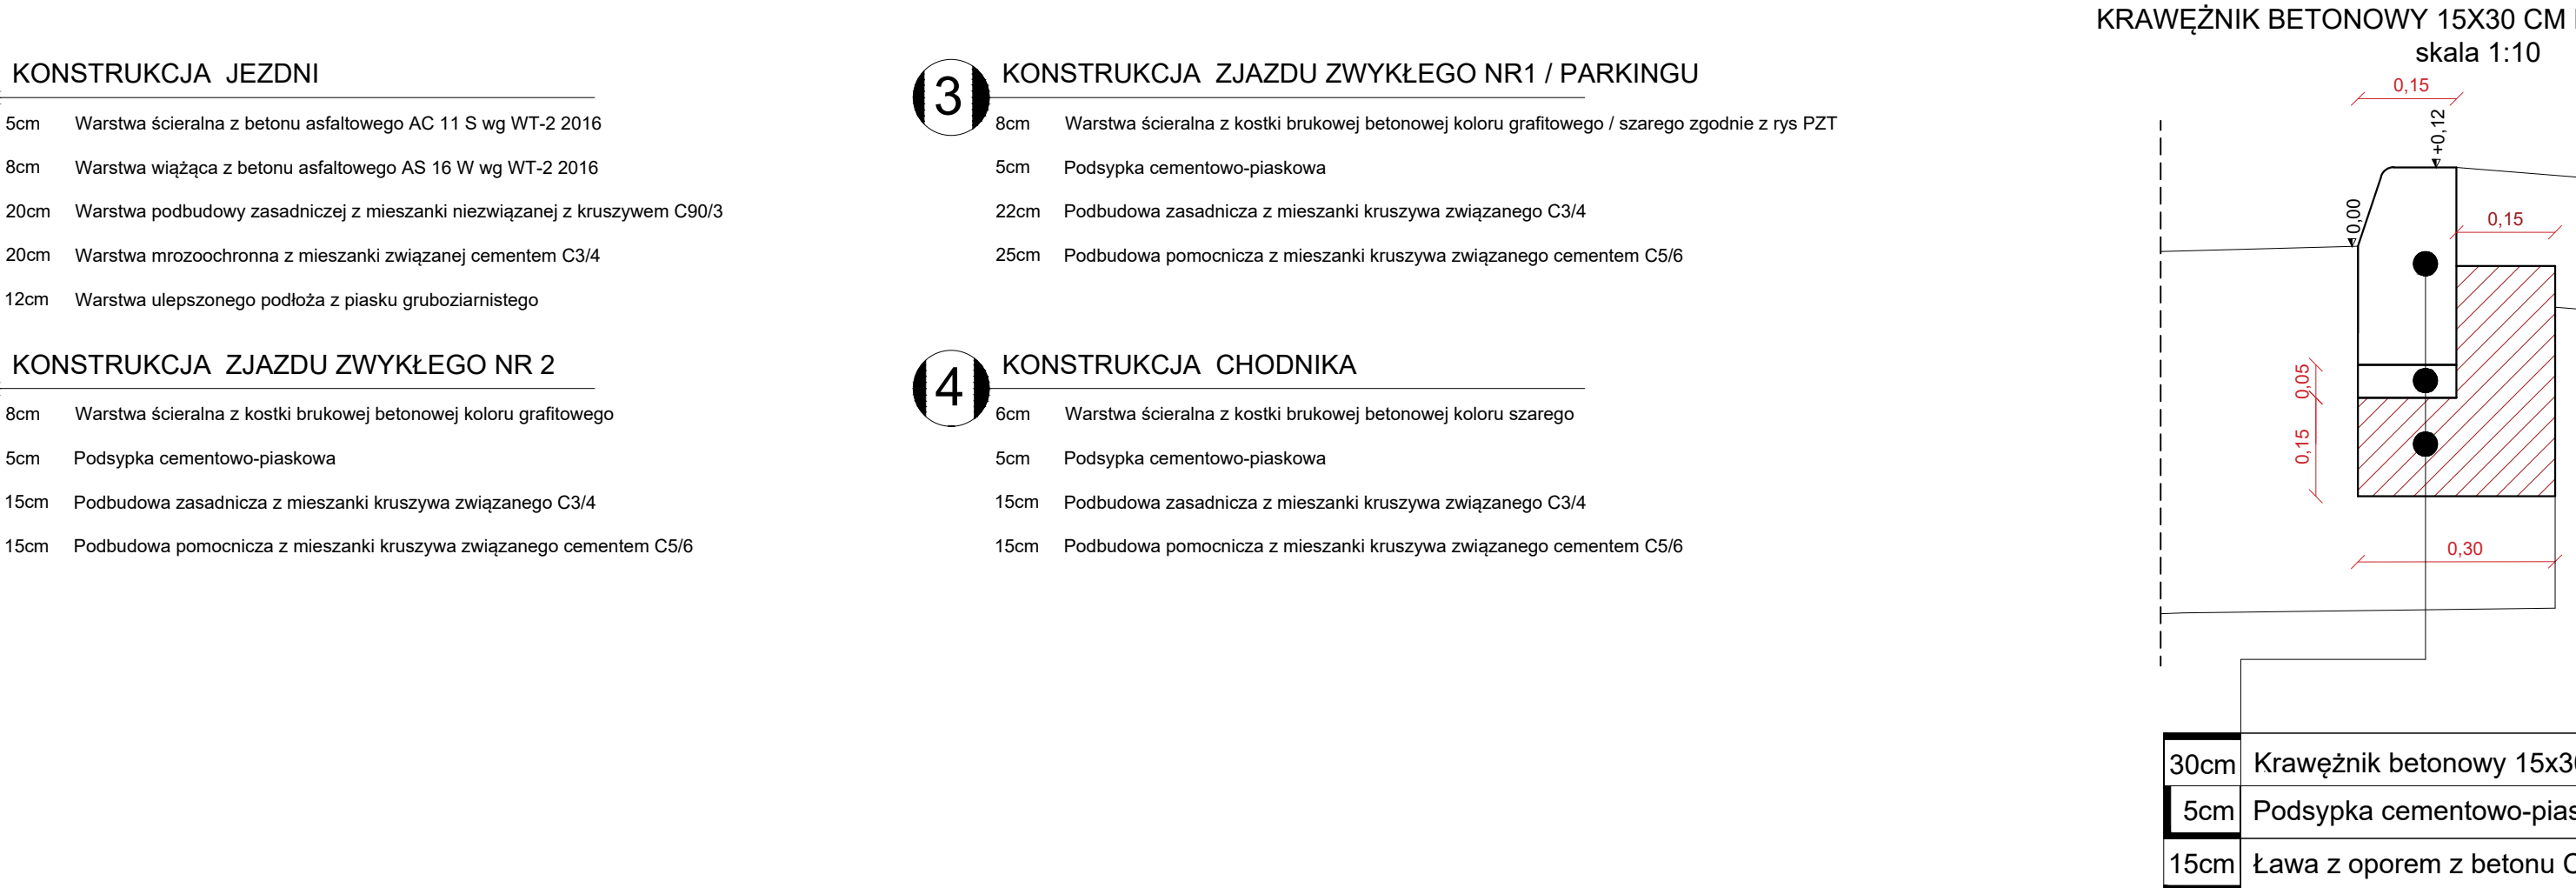 KONSTRUKCJA JEZDNI
5cm Warstwa ścieralna z betonu asfaltowego AC 11 S wg WT-2 2016
8cm Warstwa wiążąca z betonu asfaltowego AS 16 W wg WT-2 2016
20cm Warstwa podbudowy zasadniczej z mieszanki niezwiązanej z kruszywem C90/3
20cm Warstwa mrozoochronna z mieszanki związanej cementem C3/4
12cm Warstwa ulepszonego podłoża z piasku gruboziarnistego
KONSTRUKCJA ZJAZDU ZWYKŁEGO NR 2
8cm Warstwa ścieralna z kostki brukowej betonowej koloru grafitowego
5cm Podsypka cementowo-piaskowa
15cm Podbudowa zasadnicza z mieszanki kruszywa związanego C3/4
15cm Podbudowa pomocnicza z mieszanki kruszywa związanego cementem C5/6
3 KONSTRUKCJA ZJAZDU ZWYKŁEGO NR1 / PARKINGU
8cm Warstwa ścieralna z kostki brukowej betonowej koloru grafitowego / szarego zgodnie z rys PZT
5cm Podsypka cementowo-piaskowa
22cm Podbudowa zasadnicza z mieszanki kruszywa związanego C3/4
25cm Podbudowa pomocnicza z mieszanki kruszywa związanego cementem C5/6
4 KONSTRUKCJA CHODNIKA
6cm Warstwa ścieralna z kostki brukowej betonowej koloru szarego
5cm Podsypka cementowo-piaskowa
15cm Podbudowa zasadnicza z mieszanki kruszywa związanego C3/4
15cm Podbudowa pomocnicza z mieszanki kruszywa związanego cementem C5/6
KRAWĘŻNIK BETONOWY 15X30 CM
skala 1:10
0,15
+0,12
0,00
0,15
0,05
0,15
0,30
30cm Krawężnik betonowy 15x3
5cm Podsypka cementowo-pias
15cm Ława z oporem z betonu